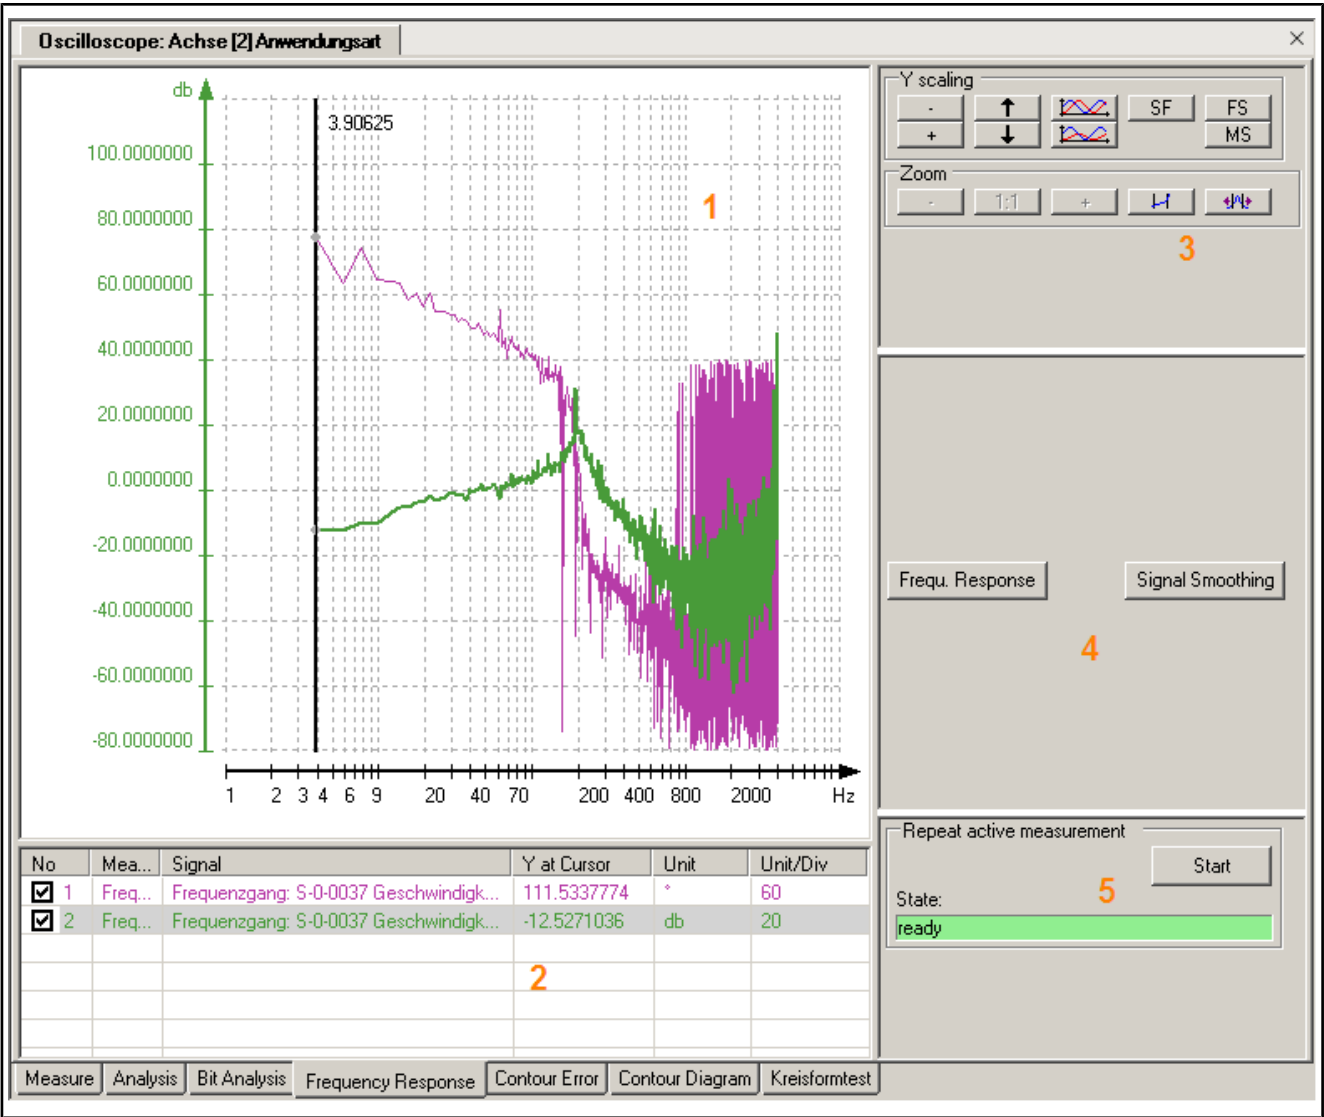 Oscilloscope: Achse [2] Anwendungsart
db
3.90625
100.0000000
80.0000000
60.0000000
40.0000000
20.0000000
0.0000000
-20.0000000
-40.0000000
-60.0000000
-80.0000000
1 2 3 4 6 9 20 40 70 200 400 800 2000 Hz
1
Y scaling
- SF FS
+ MS
Zoom
- 1:1 +
3
Frequ. Response Signal Smoothing
4
No Mea... Signal Y at Cursor Unit Unit/Div
1 Freq... Frequenzgang: S-0-0037 Geschwindigk... 111.5337774 ° 60
2 Freq... Frequenzgang: S-0-0037 Geschwindigk... -12.5271036 db 20
2
Repeat active measurement
Start
State:
5
ready
Measure Analysis Bit Analysis Frequency Response Contour Error Contour Diagram Kreisformtest